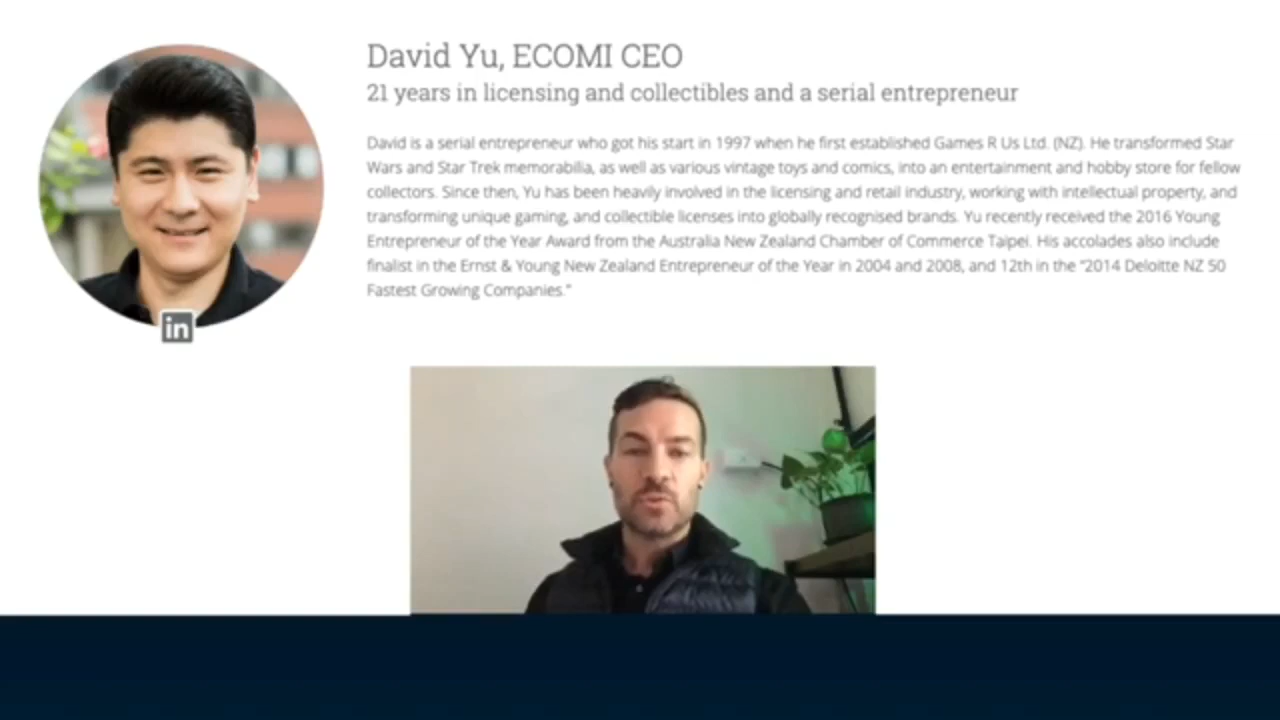 David Yu, ECOMI CEO
21 years in licensing and collectibles and a serial entrepreneur
David is a serial entrepreneur who got his start in 1997 when he first established Games R Us Ltd. (NZ). He transformed Star
Wars and Star Trek memorabilia, as well as various vintage toys and comics, into an entertainment and hobby store for fellow
collectors. Since then, Yu has been heavily involved in the licensing and retail industry, working with intellectual property, and
transforming unique gaming, and collectible licenses into globally recognised brands. Yu recently received the 2016 Young
Entrepreneur of the Year Award from the Australia New Zealand Chamber of Commerce Taipei. His accolades also include
finalist in the Ernst & Young New Zealand Entrepreneur of the Year in 2004 and 2008, and 12th in the "2014 Deloitte NZ 50
Fastest Growing Companies."
in